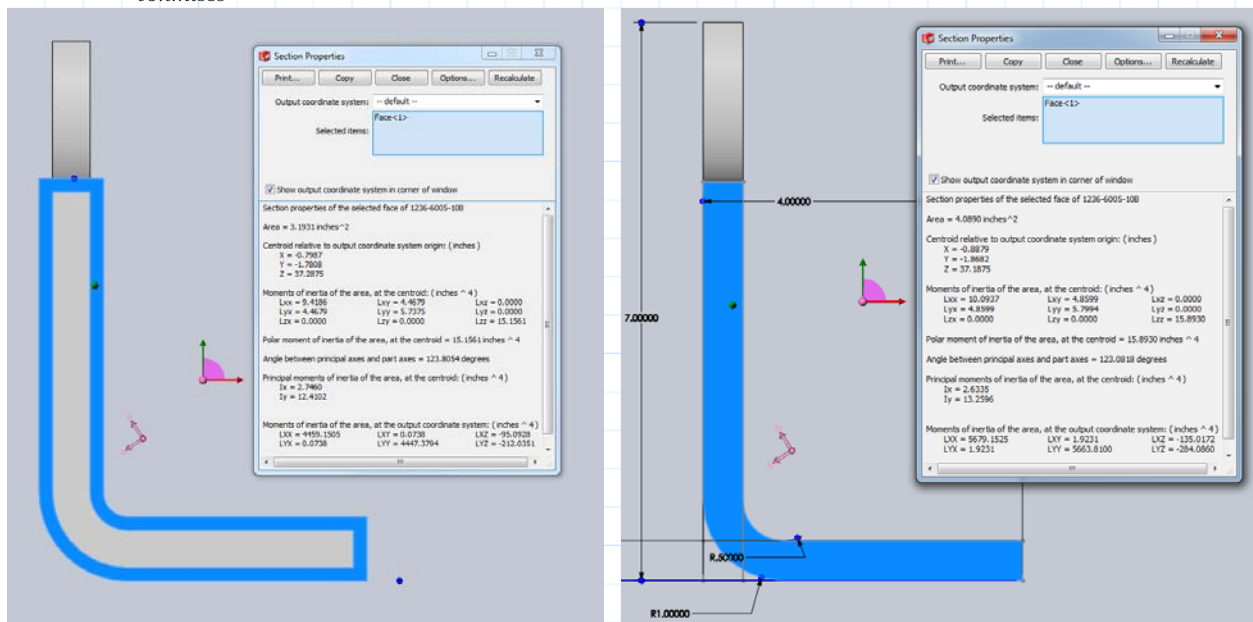 Section Properties
Print... Copy Close Options... Recalculate
Output coordinate system: -- default --
Face<1>
Selected items:
Show output coordinate system in corner of window
Section properties of the selected face of 1236-6005-10B
Area = 3.1931 inches^2
Centroid relative to output coordinate system origin: ( inches )
X = -0.7987
Y = -1.7808
Z = 37.2875
Moments of inertia of the area, at the centroid: ( inches ^ 4 )
Lxx = 9.4186 Lxy = 4.4679 Lxz = 0.0000
Lyx = 4.4679 Lyy = 5.7375 Lyz = 0.0000
Lzx = 0.0000 Lzy = 0.0000 Lzz = 15.1561
Polar moment of inertia of the area, at the centroid = 15.1561 inches ^ 4
Angle between principal axes and part axes = 123.8054 degrees
Principal moments of inertia of the area, at the centroid: ( inches ^ 4 )
Ix = 2.7460
Iy = 12.4102
Moments of inertia of the area, at the output coordinate system: ( inches ^ 4 )
LXX = 4459.1505 LXY = 0.0738 LXZ = -95.0928
LYX = 0.0738 LYY = 4447.3794 LYZ = -212.0351
4.00000
7.00000
R.50000
R1.00000
Section Properties
Print... Copy Close Options... Recalculate
Output coordinate system: -- default --
Face<1>
Selected items:
Show output coordinate system in corner of window
Section properties of the selected face of 1236-6005-10B
Area = 4.0890 inches^2
Centroid relative to output coordinate system origin: ( inches )
X = -0.8879
Y = -1.8682
Z = 37.1875
Moments of inertia of the area, at the centroid: ( inches ^ 4 )
Lxx = 10.0937 Lxy = 4.8599 Lxz = 0.0000
Lyx = 4.8599 Lyy = 5.7994 Lyz = 0.0000
Lzx = 0.0000 Lzy = 0.0000 Lzz = 15.8930
Polar moment of inertia of the area, at the centroid = 15.8930 inches ^ 4
Angle between principal axes and part axes = 123.0818 degrees
Principal moments of inertia of the area, at the centroid: ( inches ^ 4 )
Ix = 2.6335
Iy = 13.2596
Moments of inertia of the area, at the output coordinate system: ( inches ^ 4 )
LXX = 5679.1525 LXY = 1.9231 LXZ = -135.0172
LYX = 1.9231 LYY = 5663.8100 LYZ = -284.0860